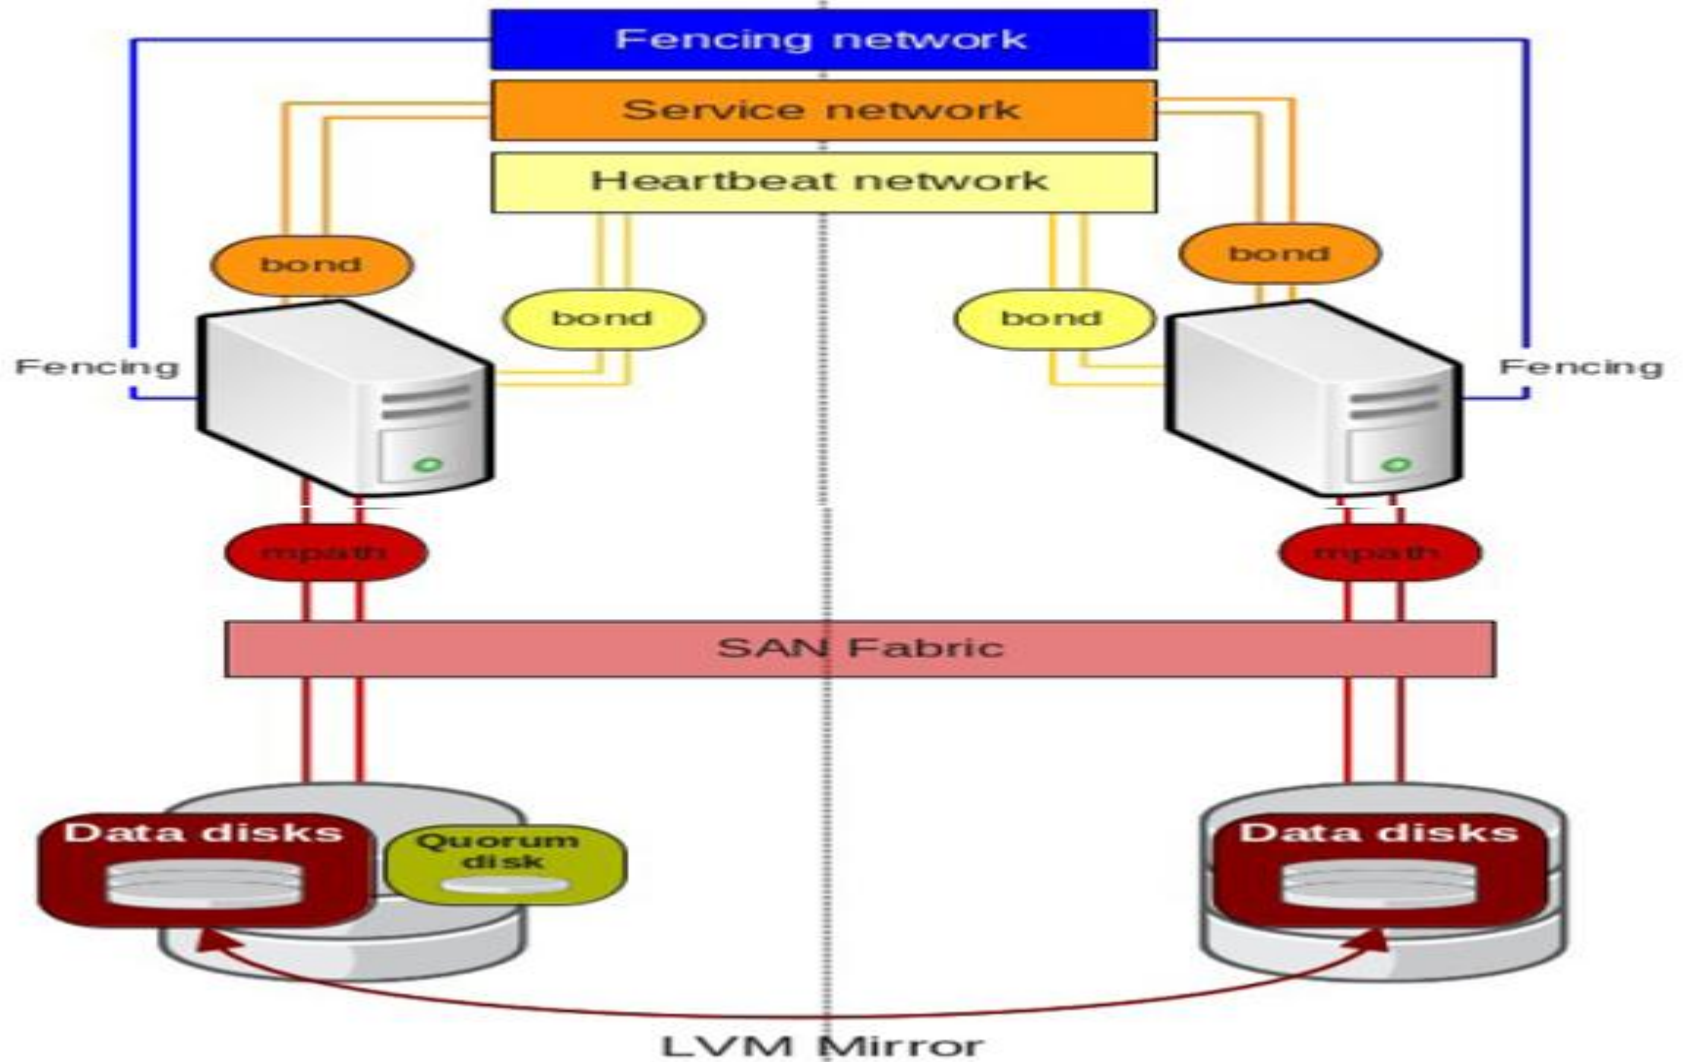 Fencing network
Service network
Heartbeat network
bond
bond
bond
bond
Fencing
Fencing
mpath
mpath
SAN Fabric
Data disks
Quorum
disk
Data disks
LVM Mirror